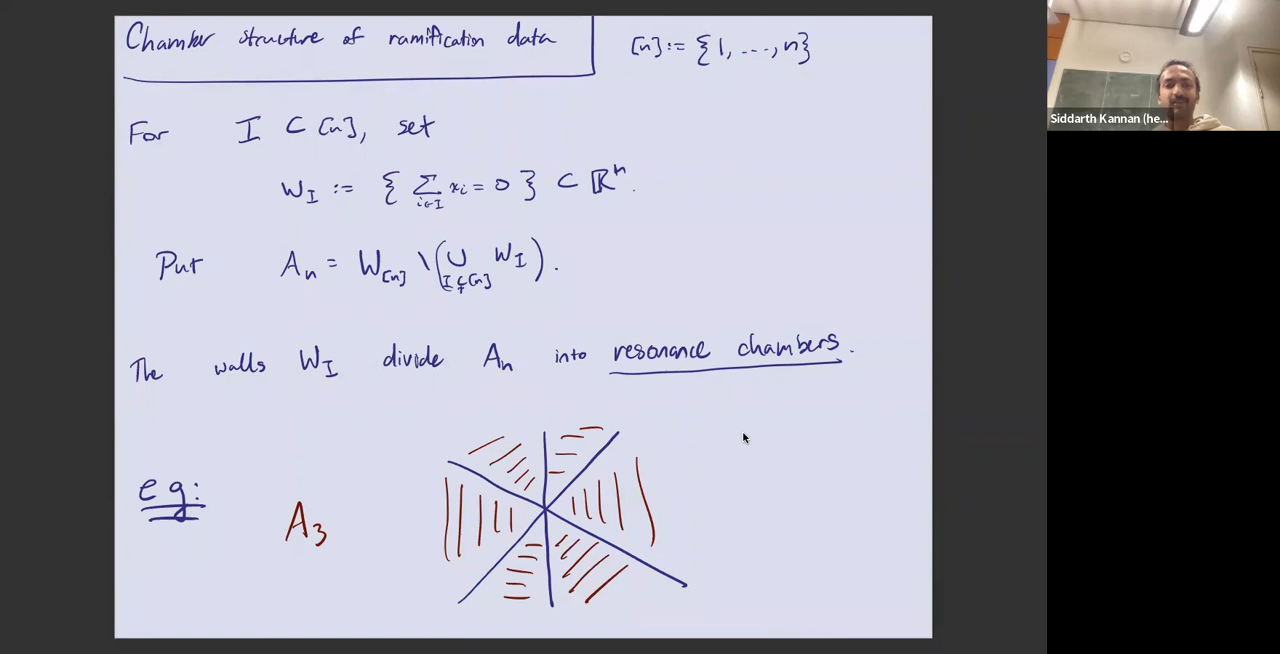 Chamber structure of ramification data
[n] := {1, ..., n}
For I ⊂ [n], set
W_I := { ∑_{i∈I} x_i = 0 } ⊂ ℝ^n.
Put A_n = W_{[n]} \ (∪_{I⊊[n]} W_I).
The walls W_I divide A_n into resonance chambers.
eg: A_3
Siddarth Kannan (he...